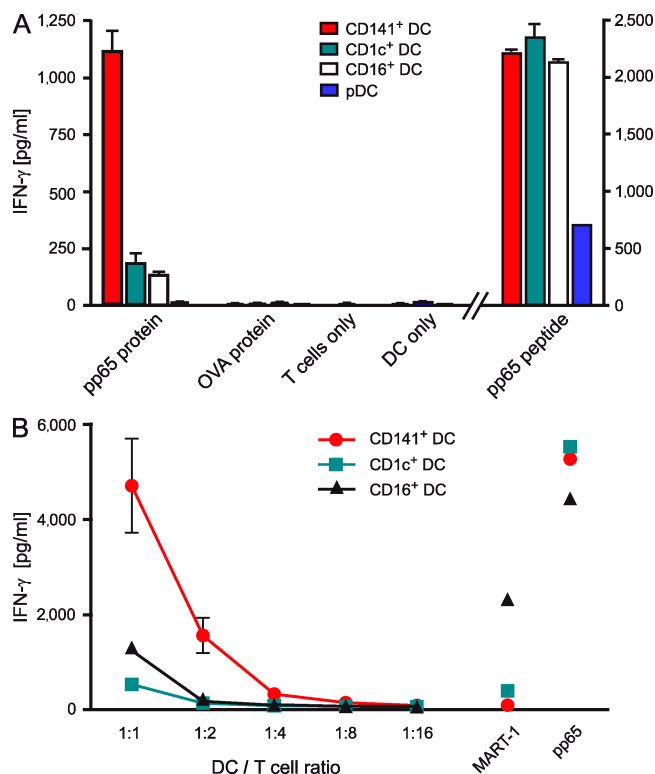 A
1,250
1,000
750
500
250
0
IFN-γ [pg/ml]
CD141⁺ DC
CD1c⁺ DC
CD16⁺ DC
pDC
2,500
2,000
1,500
1,000
500
0
pp65 protein
OVA protein
T cells only
DC only
pp65 peptide
B
6,000
4,000
2,000
0
IFN-γ [pg/ml]
CD141⁺ DC
CD1c⁺ DC
CD16⁺ DC
1:1 1:2 1:4 1:8 1:16
MART-1
pp65
DC / T cell ratio